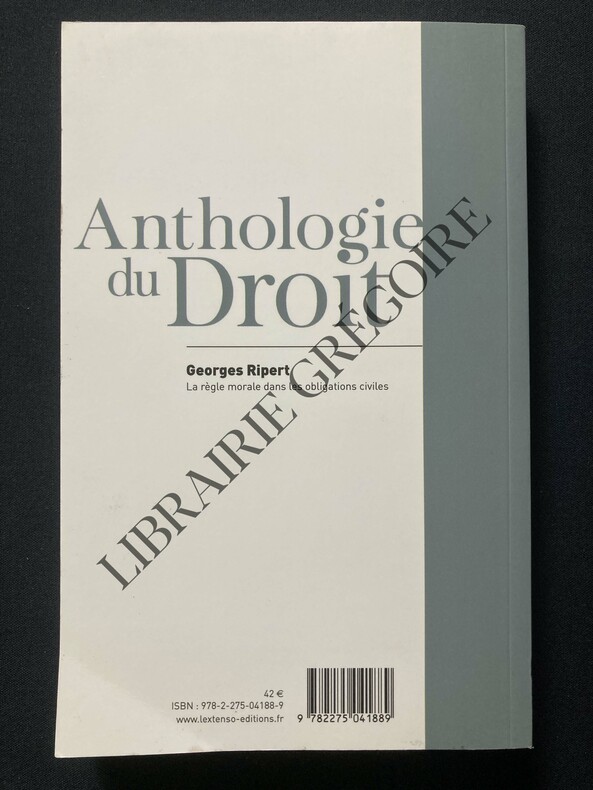 Anthologie
du Droit
Georges Ripert
La règle morale dans les obligations civiles
LIBRAIRIE GRÉGOIRE
42 €
ISBN : 978-2-275-04188-9
www.lextenso-editions.fr
9 782275 041889